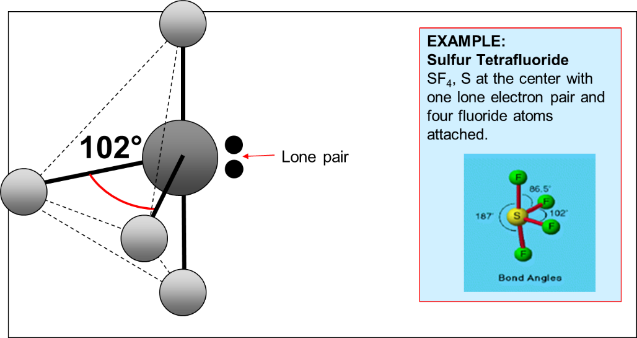 102°
Lone pair
EXAMPLE:
Sulfur Tetrafluoride
SF₄, S at the center with
one lone electron pair and
four fluoride atoms
attached.
F
86.5°
F
187°
S
102°
F
F
Bond Angles